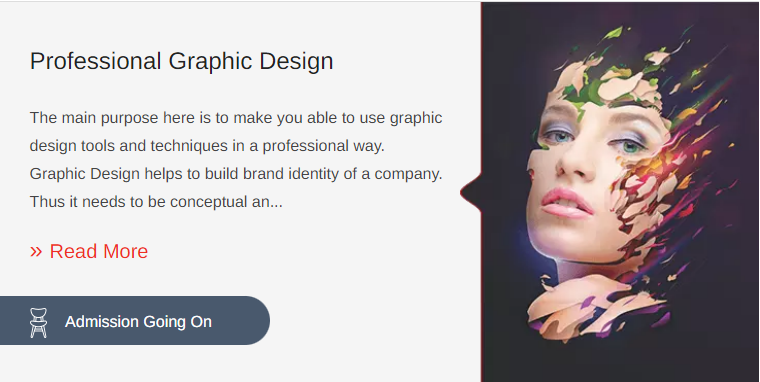 Professional Graphic Design
The main purpose here is to make you able to use graphic
design tools and techniques in a professional way.
Graphic Design helps to build brand identity of a company.
Thus it needs to be conceptual an...
» Read More
Admission Going On